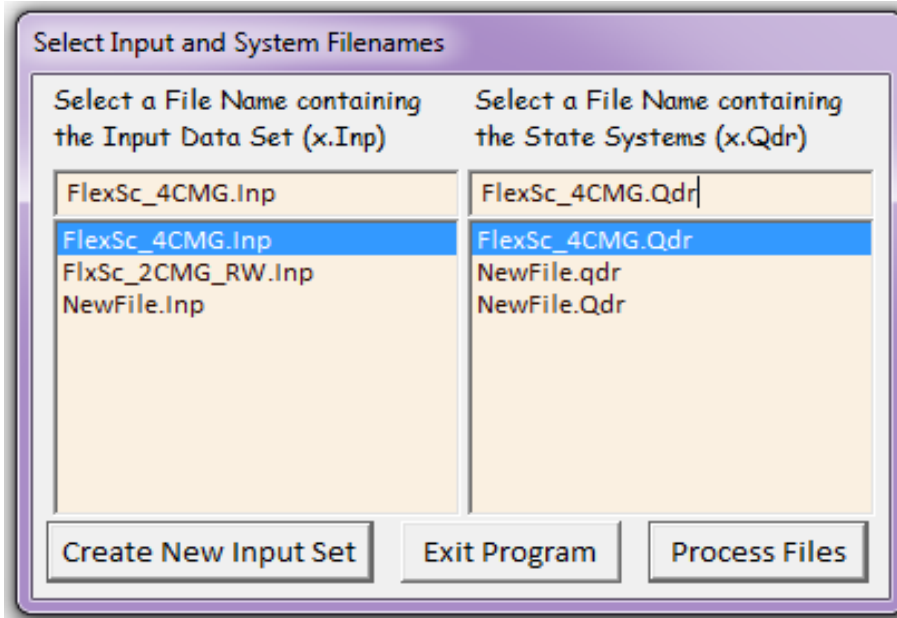 Select Input and System Filenames
Select a File Name containing
the Input Data Set (x.Inp)
FlexSc_4CMG.Inp
FlexSc_4CMG.Inp
FlxSc_2CMG_RW.Inp
NewFile.Inp
Select a File Name containing
the State Systems (x.Qdr)
FlexSc_4CMG.Qdr
FlexSc_4CMG.Qdr
NewFile.qdr
NewFile.Qdr
Create New Input Set
Exit Program
Process Files